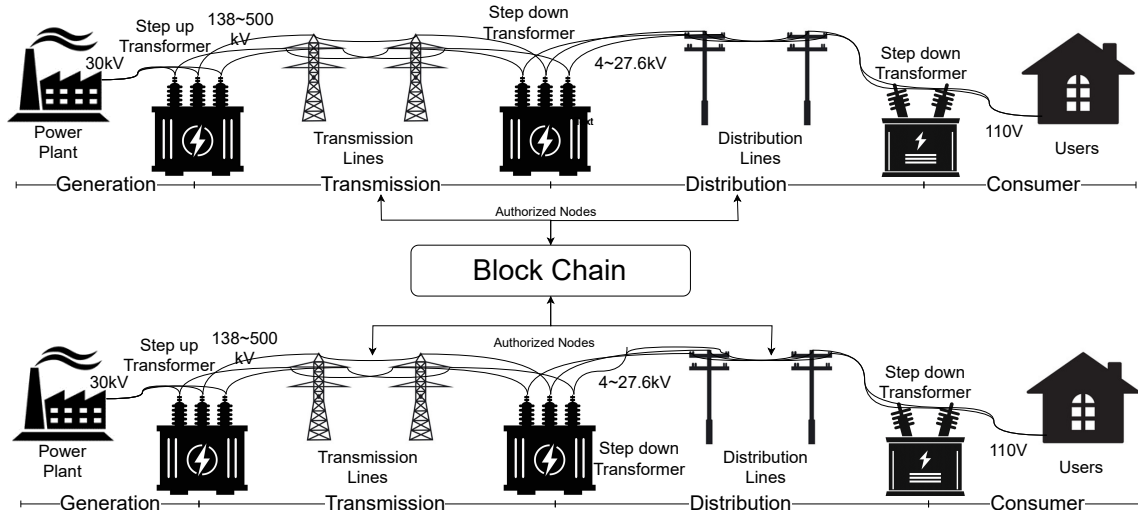 Step up
Transformer
138~500
kV
Step down
Transformer
30kV
4~27.6kV
Step down
Transformer
110V
Power
Plant
Transmission
Lines
Distribution
Lines
Users
Generation
Transmission
Distribution
Consumer
Authorized Nodes
Block Chain
Authorized Nodes
Step up
Transformer
138~500
kV
30kV
4~27.6kV
Step down
Transformer
110V
Power
Plant
Transmission
Lines
Step down
Transformer
Distribution
Lines
Users
Generation
Transmission
Distribution
Consumer